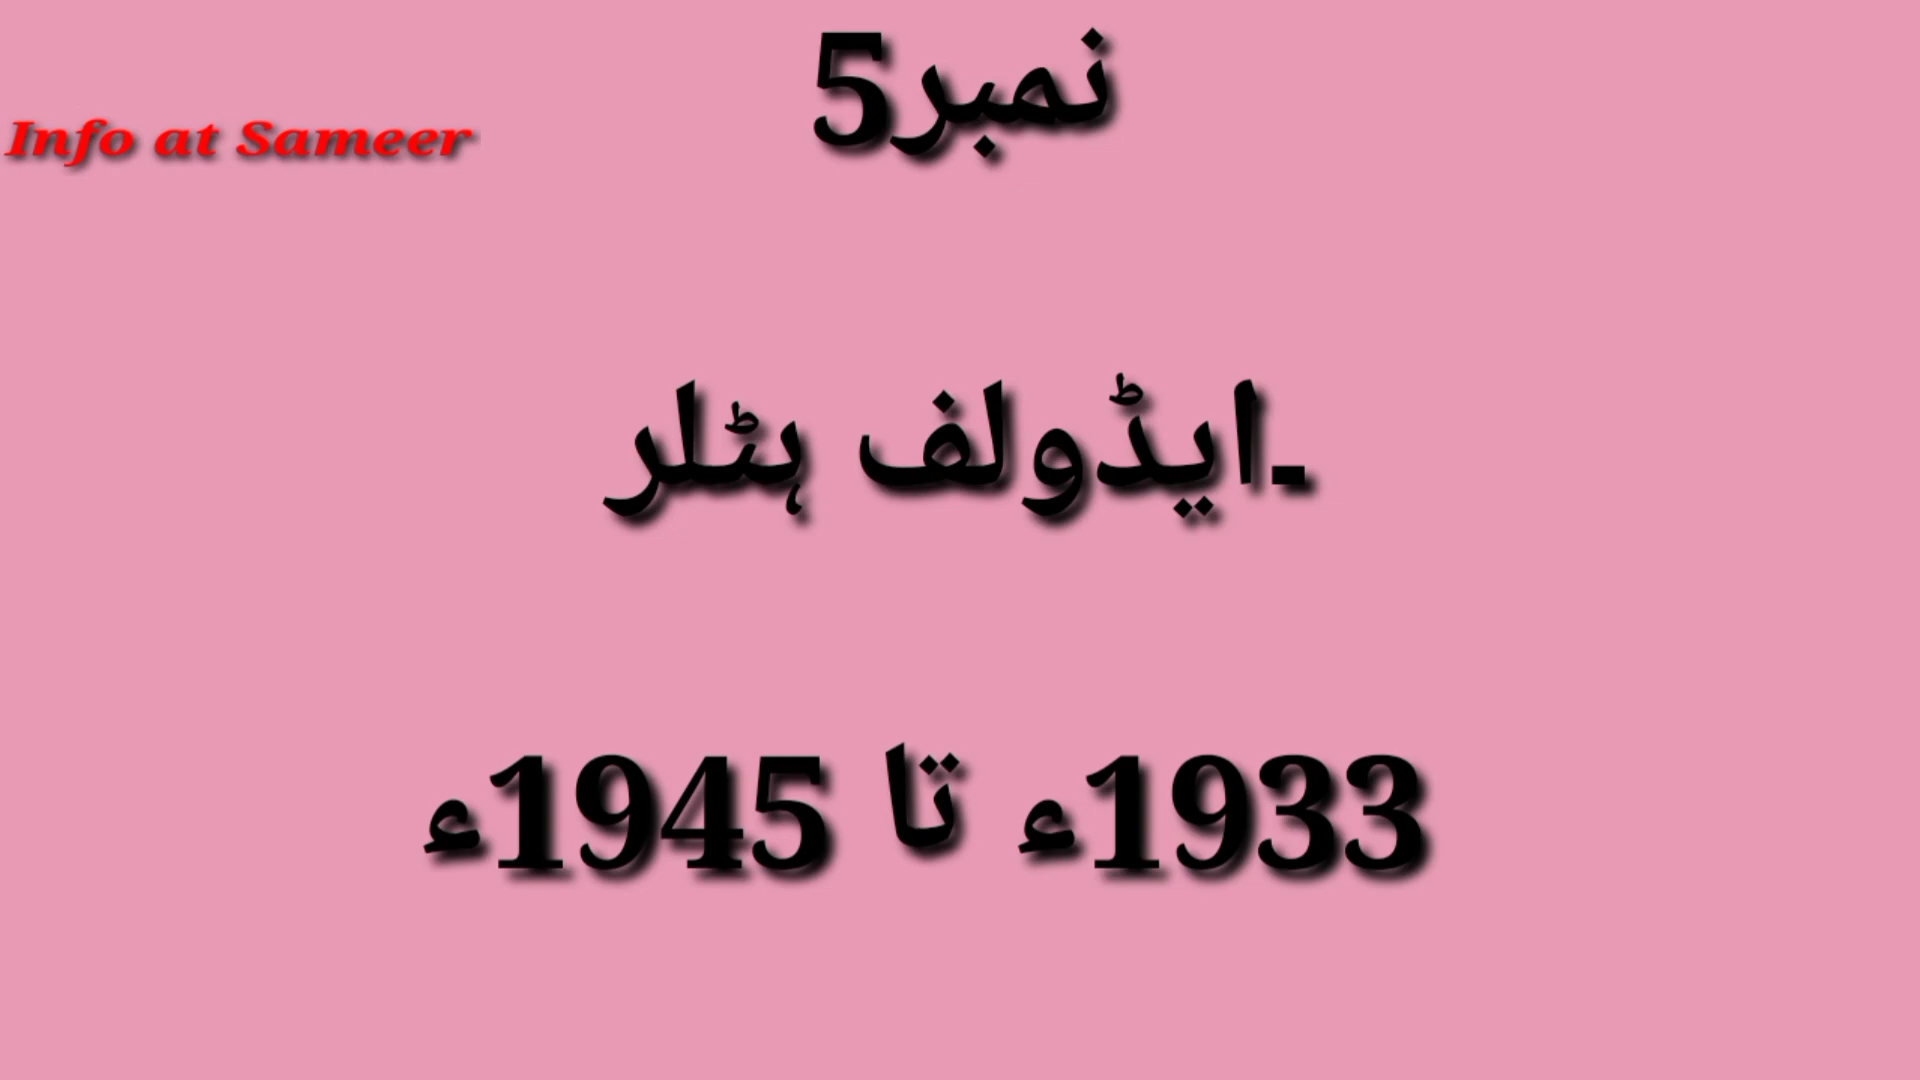 نمبر5
Info at Sameer
۔ایڈولف ہٹلر
1933ء تا 1945ء